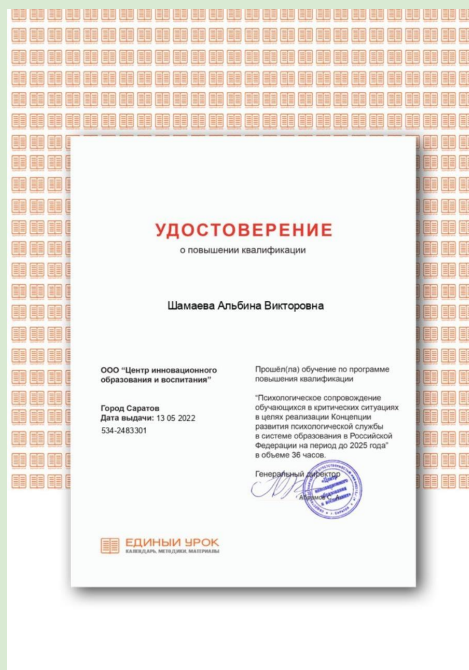 УДОСТОВЕРЕНИЕ
о повышении квалификации
Шамаева Альбина Викторовна
ООО "Центр инновационного
образования и воспитания"
Город Саратов
Дата выдачи: 13 05 2022
534-2483301
Прошёл(ла) обучение по программе
повышения квалификации
"Психологическое сопровождение
обучающихся в критических ситуациях
в целях реализации Концепции
развития психологической службы
в системе образования в Российской
Федерации на период до 2025 года"
в объеме 36 часов.
Генеральный директор
ЕДИНЫЙ УРОК
КАЛЕНДАРЬ. МЕТОДИКИ. МАТЕРИАЛЫ